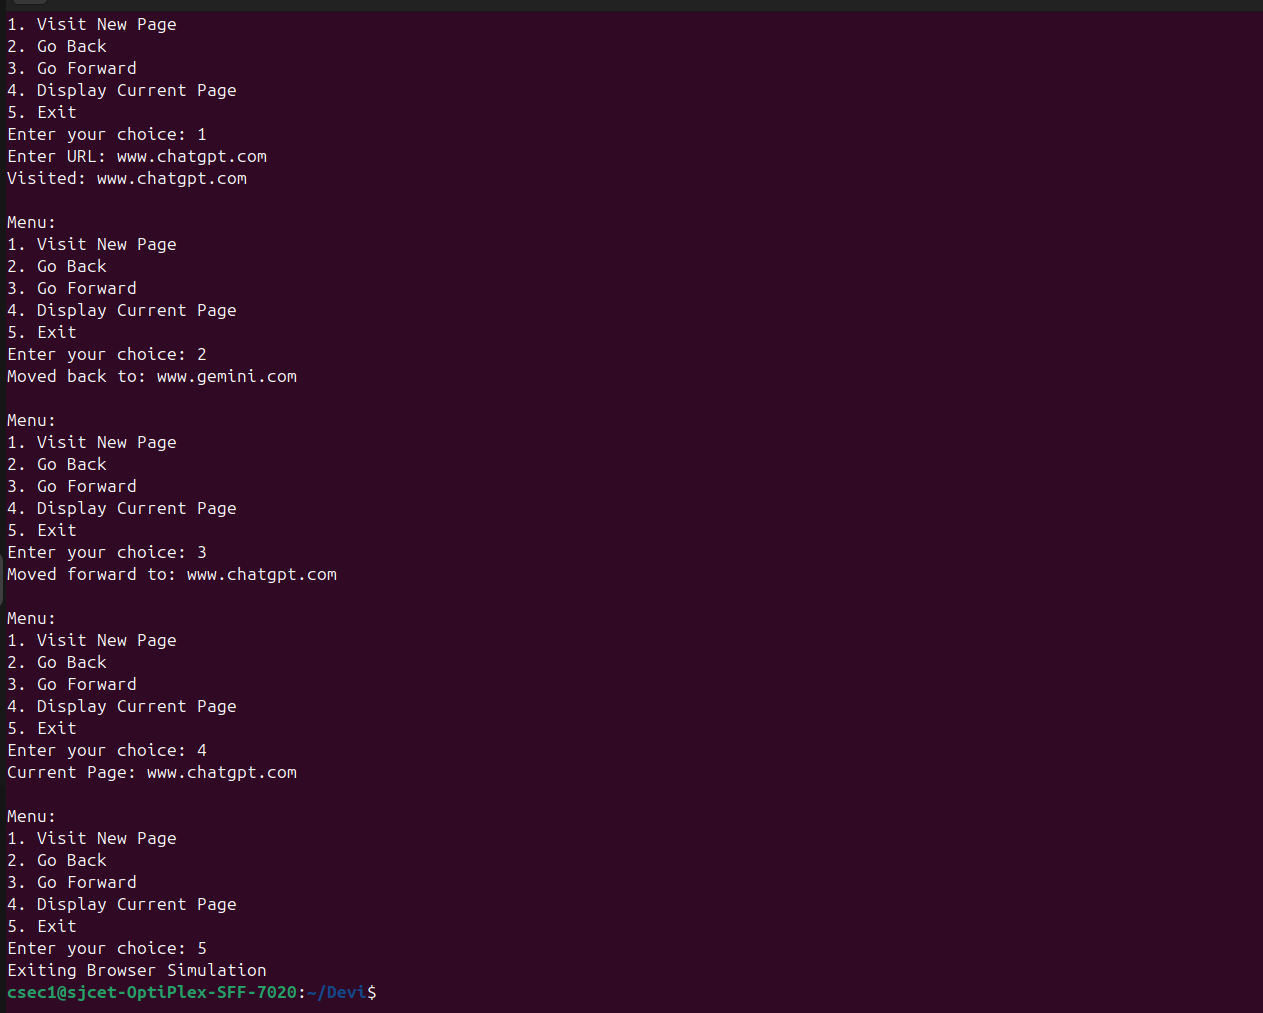 1. Visit New Page
2. Go Back
3. Go Forward
4. Display Current Page
5. Exit
Enter your choice: 1
Enter URL: www.chatgpt.com
Visited: www.chatgpt.com

Menu:
1. Visit New Page
2. Go Back
3. Go Forward
4. Display Current Page
5. Exit
Enter your choice: 2
Moved back to: www.gemini.com

Menu:
1. Visit New Page
2. Go Back
3. Go Forward
4. Display Current Page
5. Exit
Enter your choice: 3
Moved forward to: www.chatgpt.com

Menu:
1. Visit New Page
2. Go Back
3. Go Forward
4. Display Current Page
5. Exit
Enter your choice: 4
Current Page: www.chatgpt.com

Menu:
1. Visit New Page
2. Go Back
3. Go Forward
4. Display Current Page
5. Exit
Enter your choice: 5
Exiting Browser Simulation
csec1@sjcet-OptiPlex-SFF-7020:~/Devi$